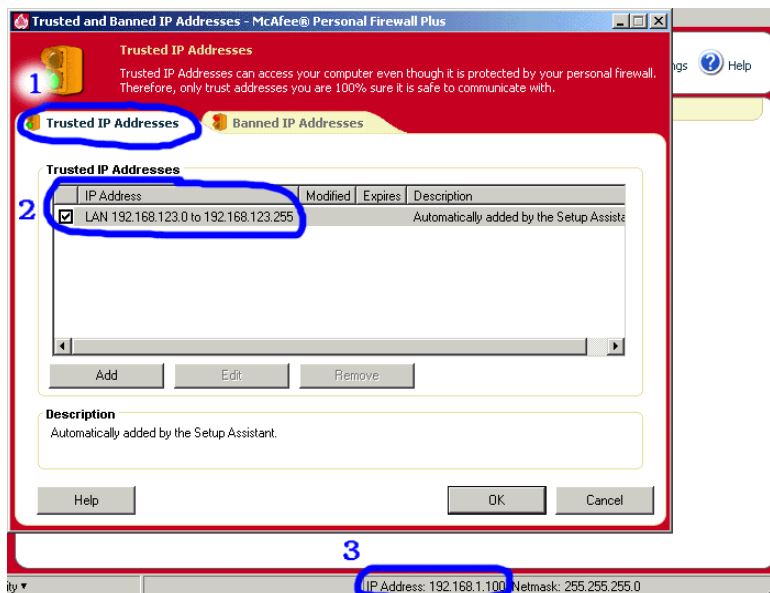 Trusted and Banned IP Addresses - McAfee® Personal Firewall Plus
Trusted IP Addresses
Trusted IP Addresses can access your computer even though it is protected by your personal firewall.
Therefore, only trust addresses you are 100% sure it is safe to communicate with.
1
Help
Trusted IP Addresses Banned IP Addresses
Trusted IP Addresses
IP Address Modified Expires Description
2
LAN 192.168.123.0 to 192.168.123.255 Automatically added by the Setup
Add Edit Remove
Description
Automatically added by the Setup Assistant.
Help OK Cancel
3
IP Address: 192.168.1.100 Netmask: 255.255.255.0